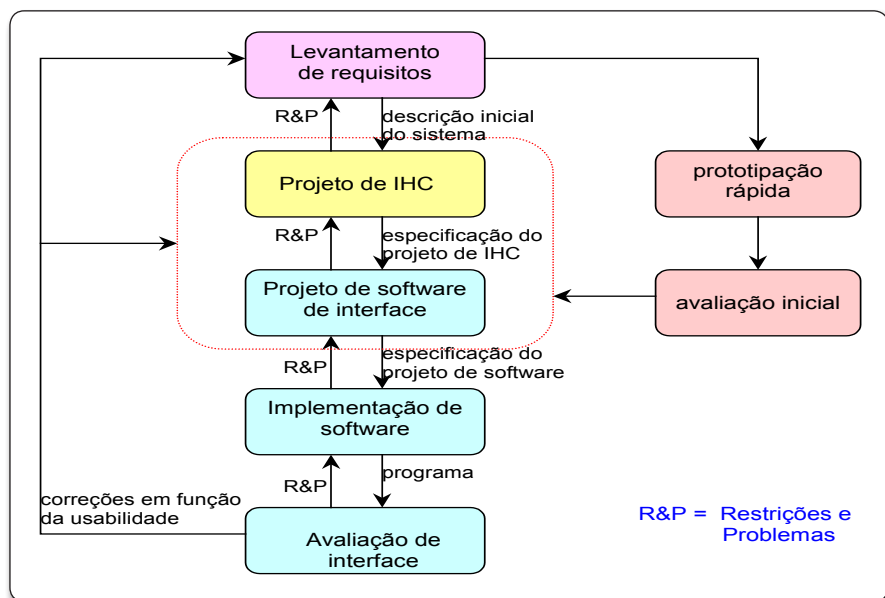 Levantamento
de requisitos
R&P
descrição inicial
do sistema
Projeto de IHC
prototipação
rápida
R&P
especificação do
projeto de IHC
Projeto de software
de interface
avaliação inicial
R&P
especificação do
projeto de software
Implementação de
software
R&P
programa
correções em função
da usabilidade
Avaliação de
interface
R&P = Restrições e
Problemas